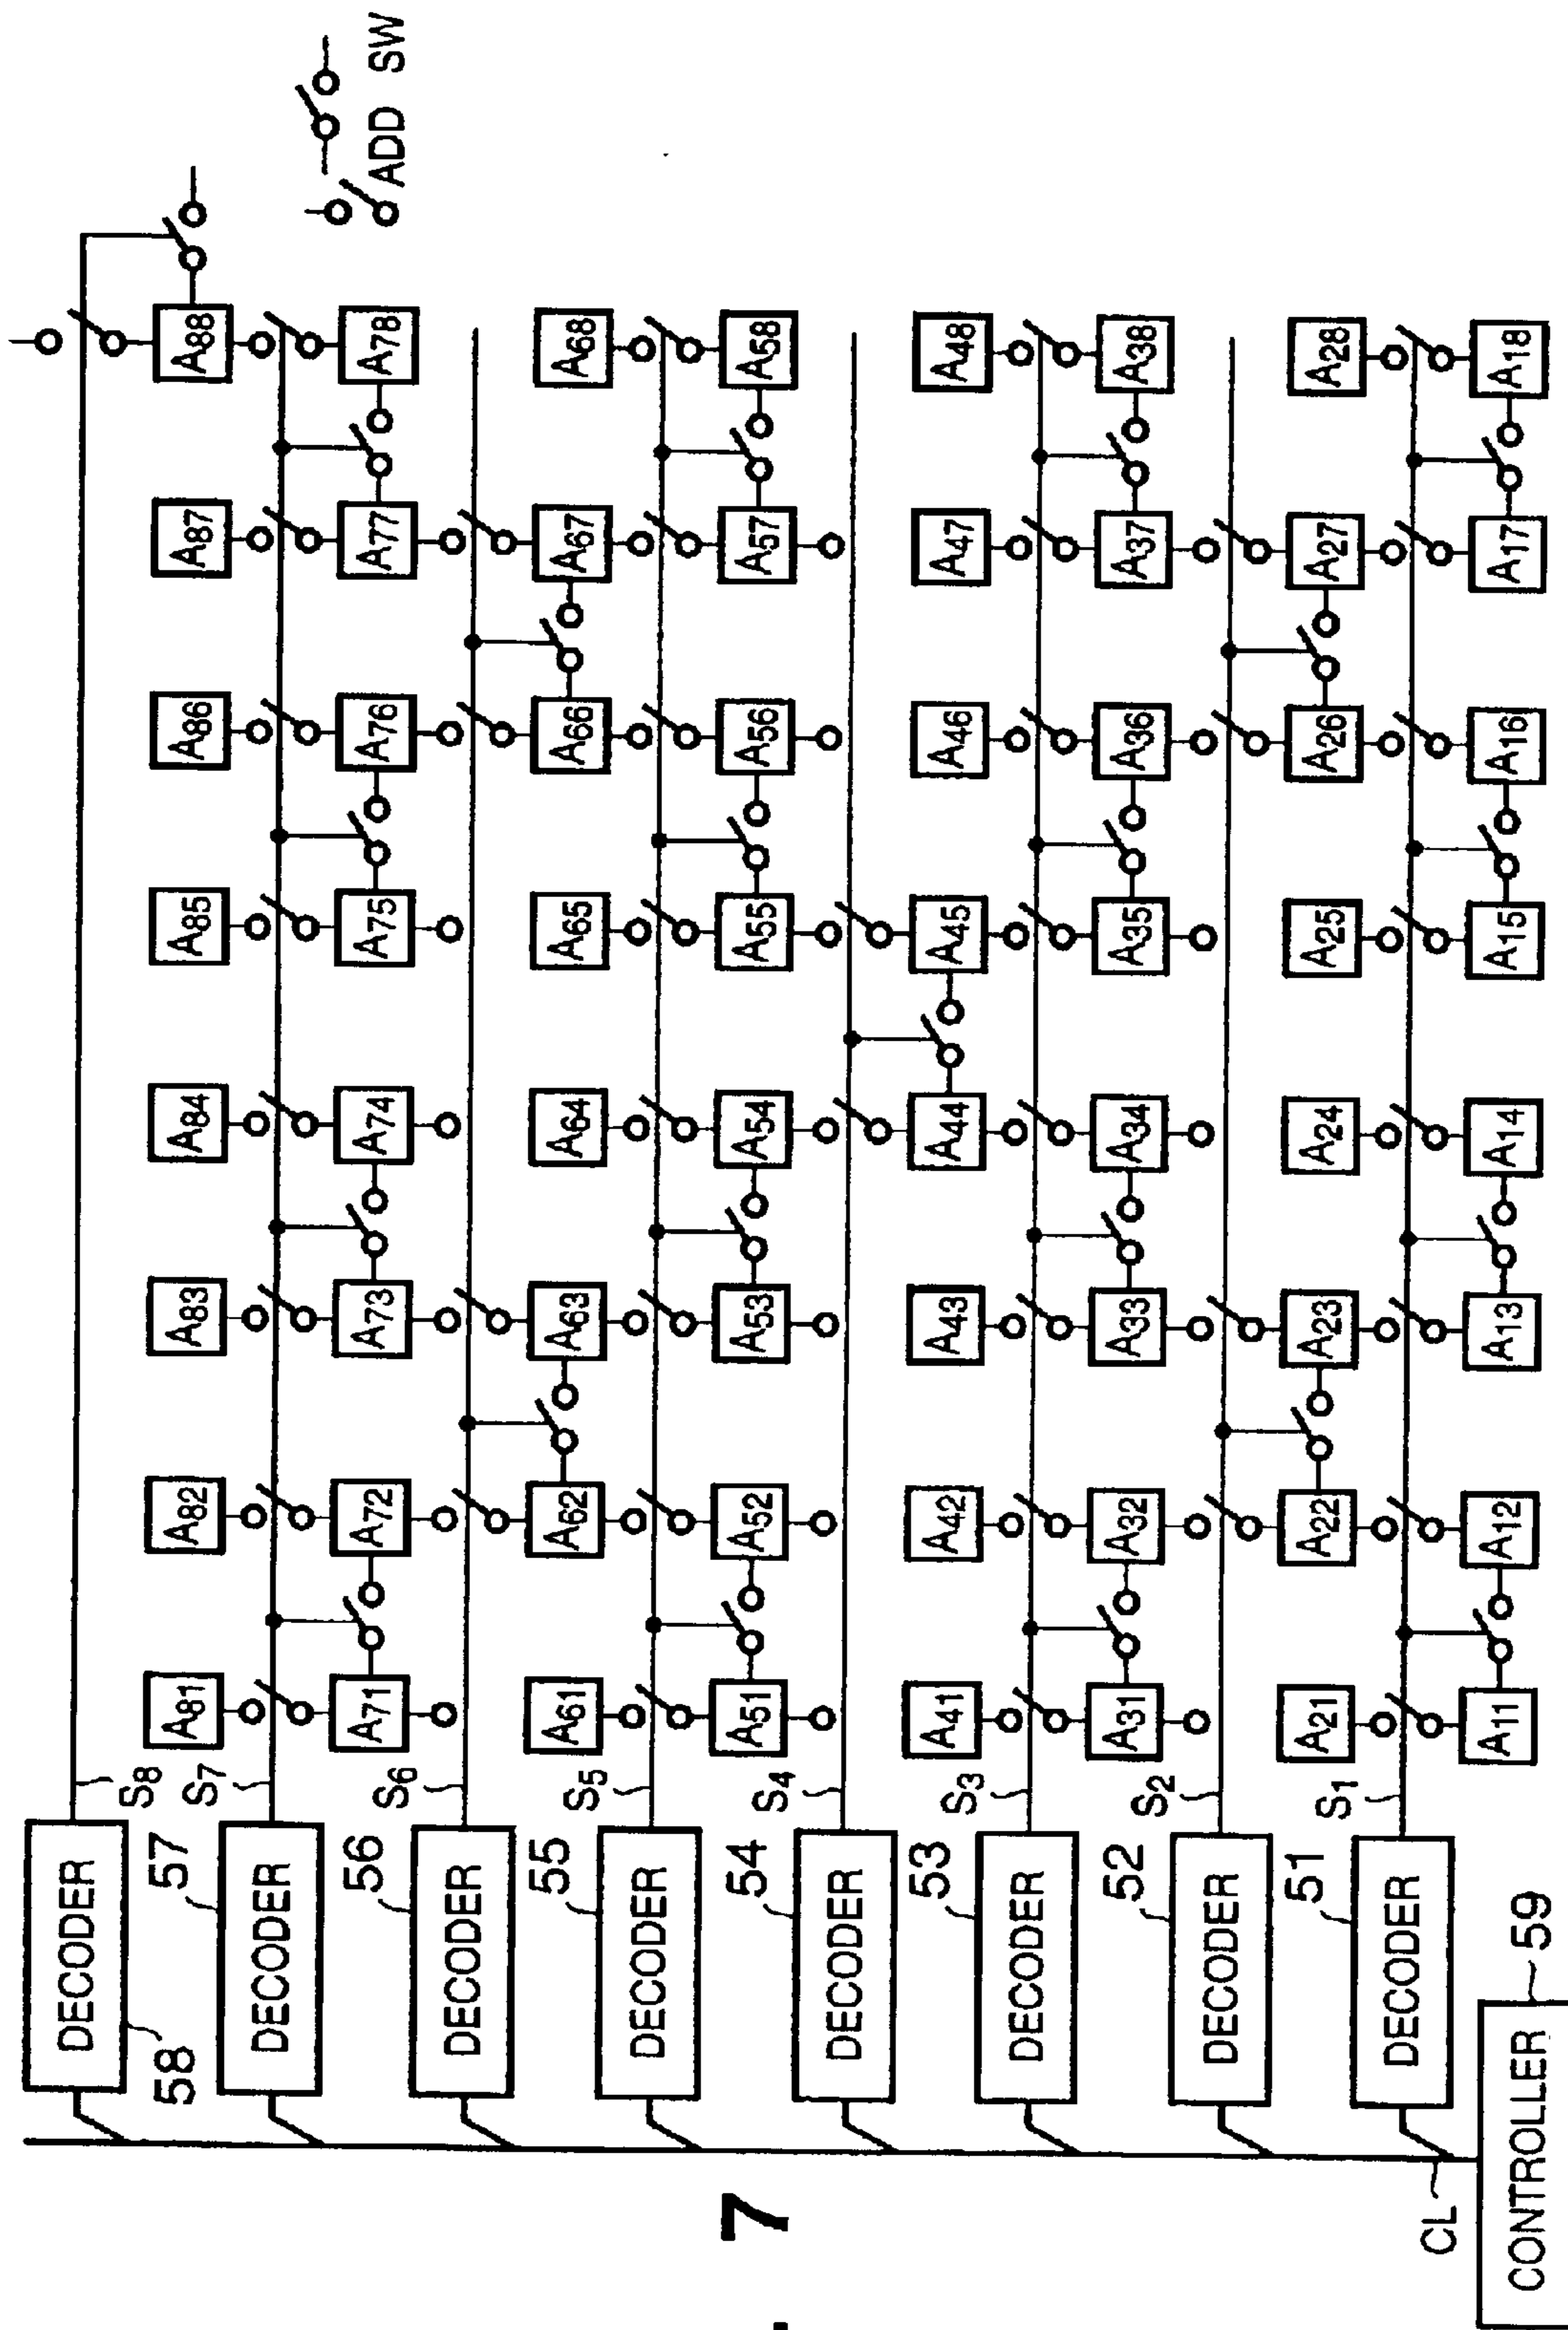 DECODER
58
S8
A81 A82 A83 A84 A85 A86 A87 A88
57
DECODER
S7
ADD SW
A71 A72 A73 A74 A75 A76 A77 A78
56
DECODER
S6
A61 A62 A63 A64 A65 A66 A67 A68
55
DECODER
S5
A51 A52 A53 A54 A55 A56 A57 A58
7
54
DECODER
S4
A41 A42 A43 A44 A45 A46 A47 A48
53
DECODER
S3
A31 A32 A33 A34 A35 A36 A37 A38
52
DECODER
S2
A21 A22 A23 A24 A25 A26 A27 A28
51
DECODER
S1
A11 A12 A13 A14 A15 A16 A17 A18
CL
CONTROLLER
59